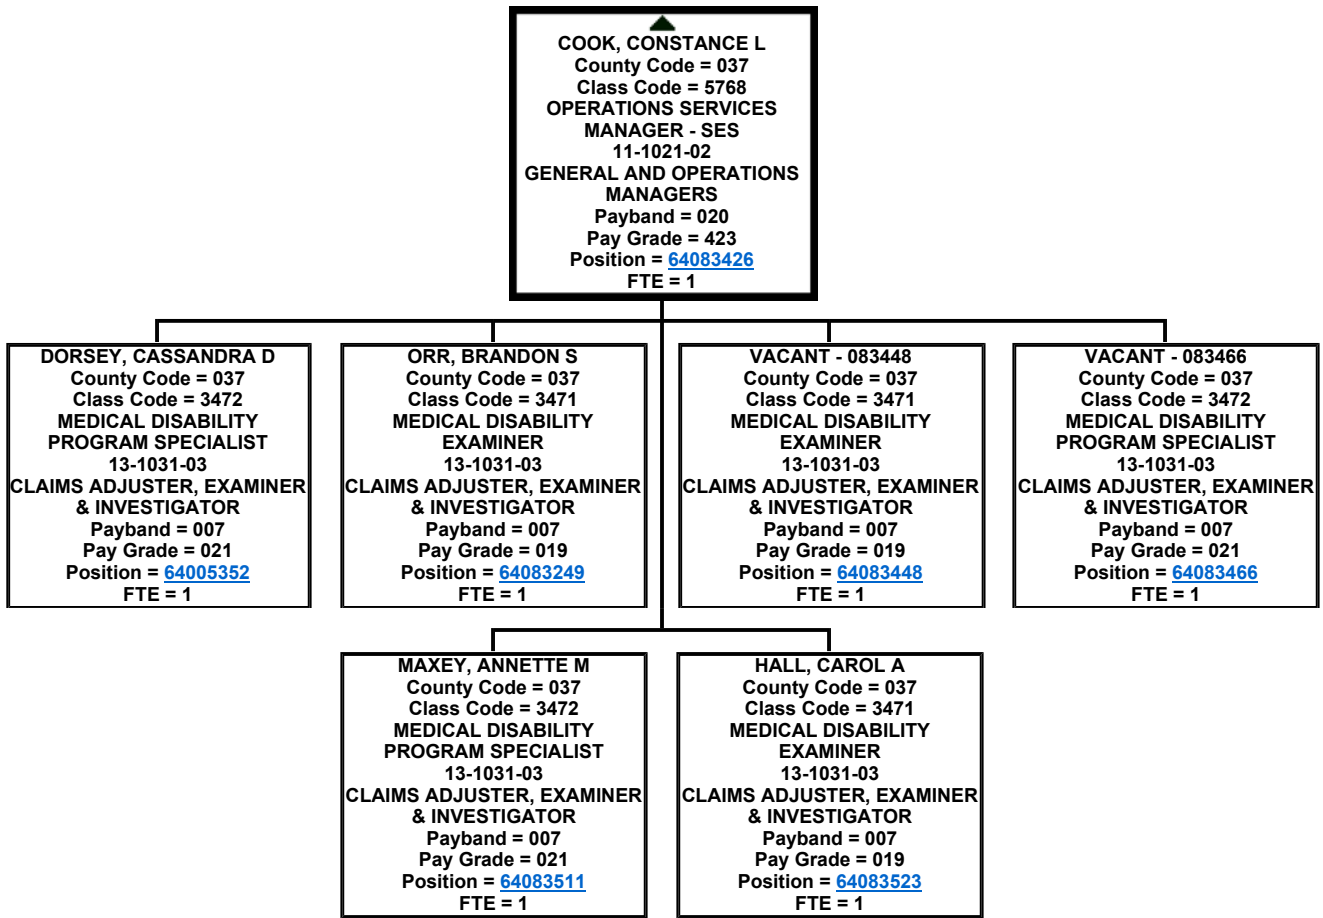 COOK, CONSTANCE L
County Code = 037
Class Code = 5768
OPERATIONS SERVICES
MANAGER - SES
11-1021-02
GENERAL AND OPERATIONS
MANAGERS
Payband = 020
Pay Grade = 423
Position = 64083426
FTE = 1
DORSEY, CASSANDRA D
County Code = 037
Class Code = 3472
MEDICAL DISABILITY
PROGRAM SPECIALIST
13-1031-03
CLAIMS ADJUSTER, EXAMINER
& INVESTIGATOR
Payband = 007
Pay Grade = 021
Position = 64005352
FTE = 1
ORR, BRANDON S
County Code = 037
Class Code = 3471
MEDICAL DISABILITY
EXAMINER
13-1031-03
CLAIMS ADJUSTER, EXAMINER
& INVESTIGATOR
Payband = 007
Pay Grade = 019
Position = 64083249
FTE = 1
VACANT - 083448
County Code = 037
Class Code = 3471
MEDICAL DISABILITY
EXAMINER
13-1031-03
CLAIMS ADJUSTER, EXAMINER
& INVESTIGATOR
Payband = 007
Pay Grade = 019
Position = 64083448
FTE = 1
VACANT - 083466
County Code = 037
Class Code = 3472
MEDICAL DISABILITY
PROGRAM SPECIALIST
13-1031-03
CLAIMS ADJUSTER, EXAMINER
& INVESTIGATOR
Payband = 007
Pay Grade = 021
Position = 64083466
FTE = 1
MAXEY, ANNETTE M
County Code = 037
Class Code = 3472
MEDICAL DISABILITY
PROGRAM SPECIALIST
13-1031-03
CLAIMS ADJUSTER, EXAMINER
& INVESTIGATOR
Payband = 007
Pay Grade = 021
Position = 64083511
FTE = 1
HALL, CAROL A
County Code = 037
Class Code = 3471
MEDICAL DISABILITY
EXAMINER
13-1031-03
CLAIMS ADJUSTER, EXAMINER
& INVESTIGATOR
Payband = 007
Pay Grade = 019
Position = 64083523
FTE = 1